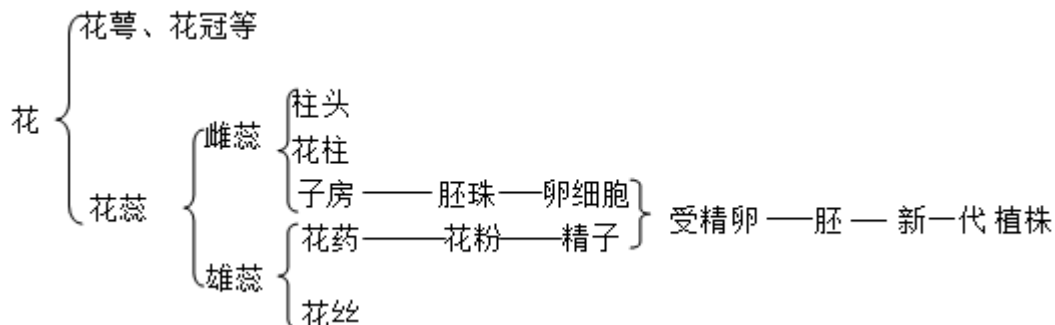 花萼、花冠等
花
雌蕊
柱头
花柱
子房 胚珠 卵细胞
花蕊
受精卵 胚 新一代 植株
花药 花粉 精子
雄蕊
花丝